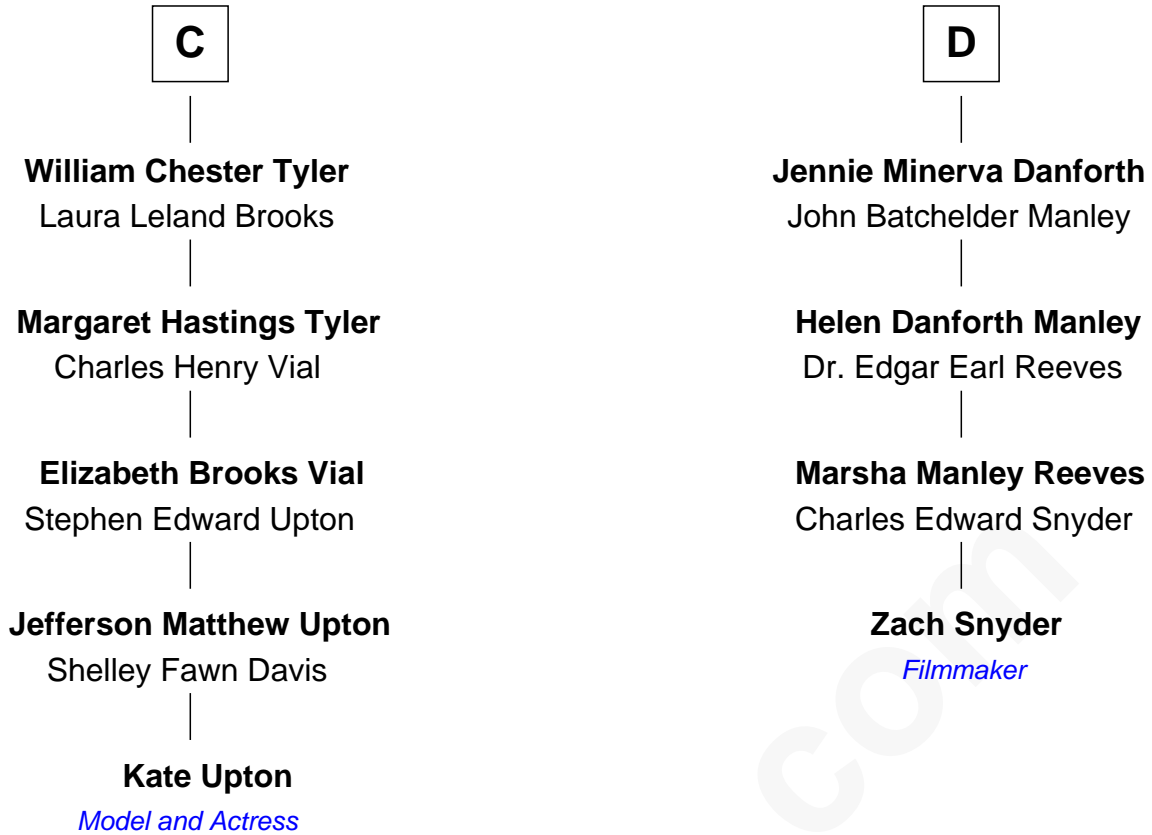 C
William Chester Tyler
Laura Leland Brooks
Margaret Hastings Tyler
Charles Henry Vial
Elizabeth Brooks Vial
Stephen Edward Upton
Jefferson Matthew Upton
Shelley Fawn Davis
Kate Upton
Model and Actress
D
Jennie Minerva Danforth
John Batchelder Manley
Helen Danforth Manley
Dr. Edgar Earl Reeves
Marsha Manley Reeves
Charles Edward Snyder
Zach Snyder
Filmmaker
com